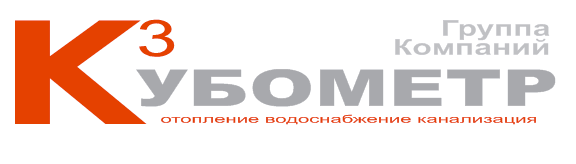 Группа
Компаний
К³УБОМЕТР
отопление водоснабжение канализация